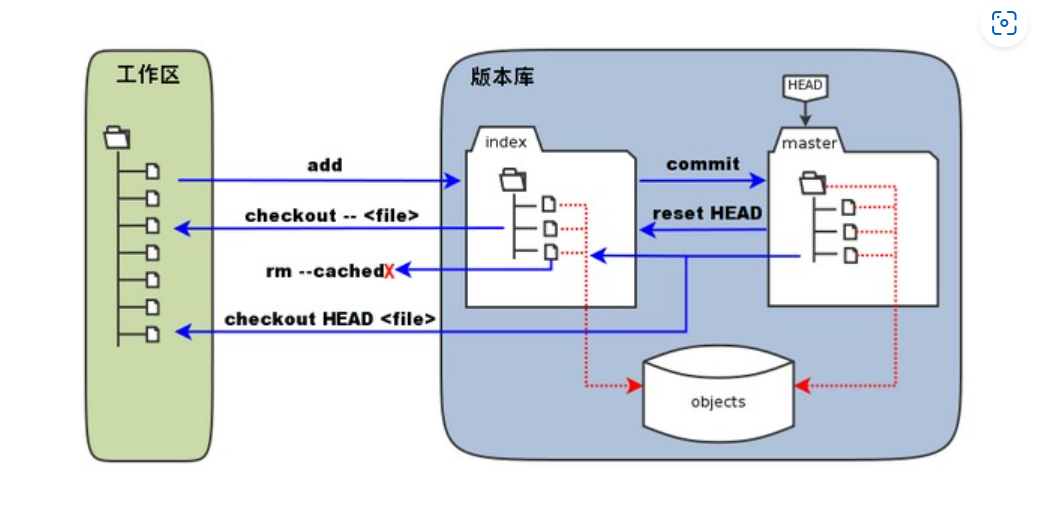 工作区
版本库
HEAD
index
master
add
commit
checkout -- <file>
reset HEAD
rm --cachedX
checkout HEAD <file>
objects